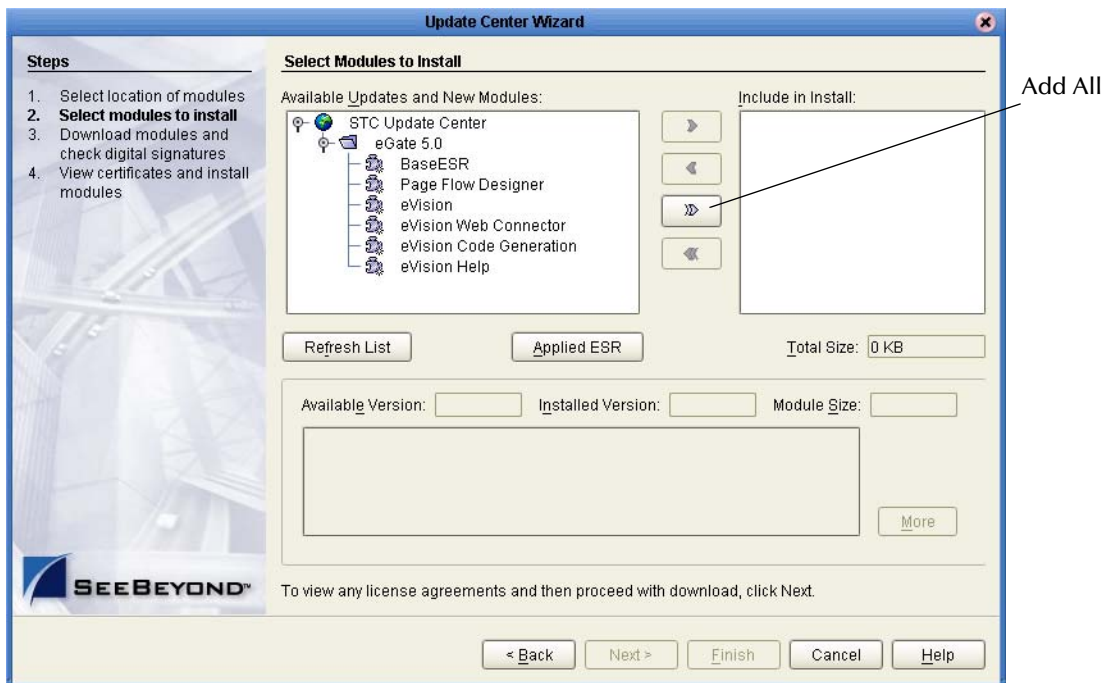 Update Center Wizard
Steps
1. Select location of modules
2. Select modules to install
3. Download modules and
check digital signatures
4. View certificates and install
modules
Select Modules to Install
Available Updates and New Modules:
STC Update Center
eGate 5.0
BaseESR
Page Flow Designer
eVision
eVision Web Connector
eVision Code Generation
eVision Help
Include in Install:
Add All
Refresh List
Applied ESR
Total Size: 0 KB
Available Version:
Installed Version:
Module Size:
More
To view any license agreements and then proceed with download, click Next.
SEEBEYOND™
< Back
Next >
Finish
Cancel
Help